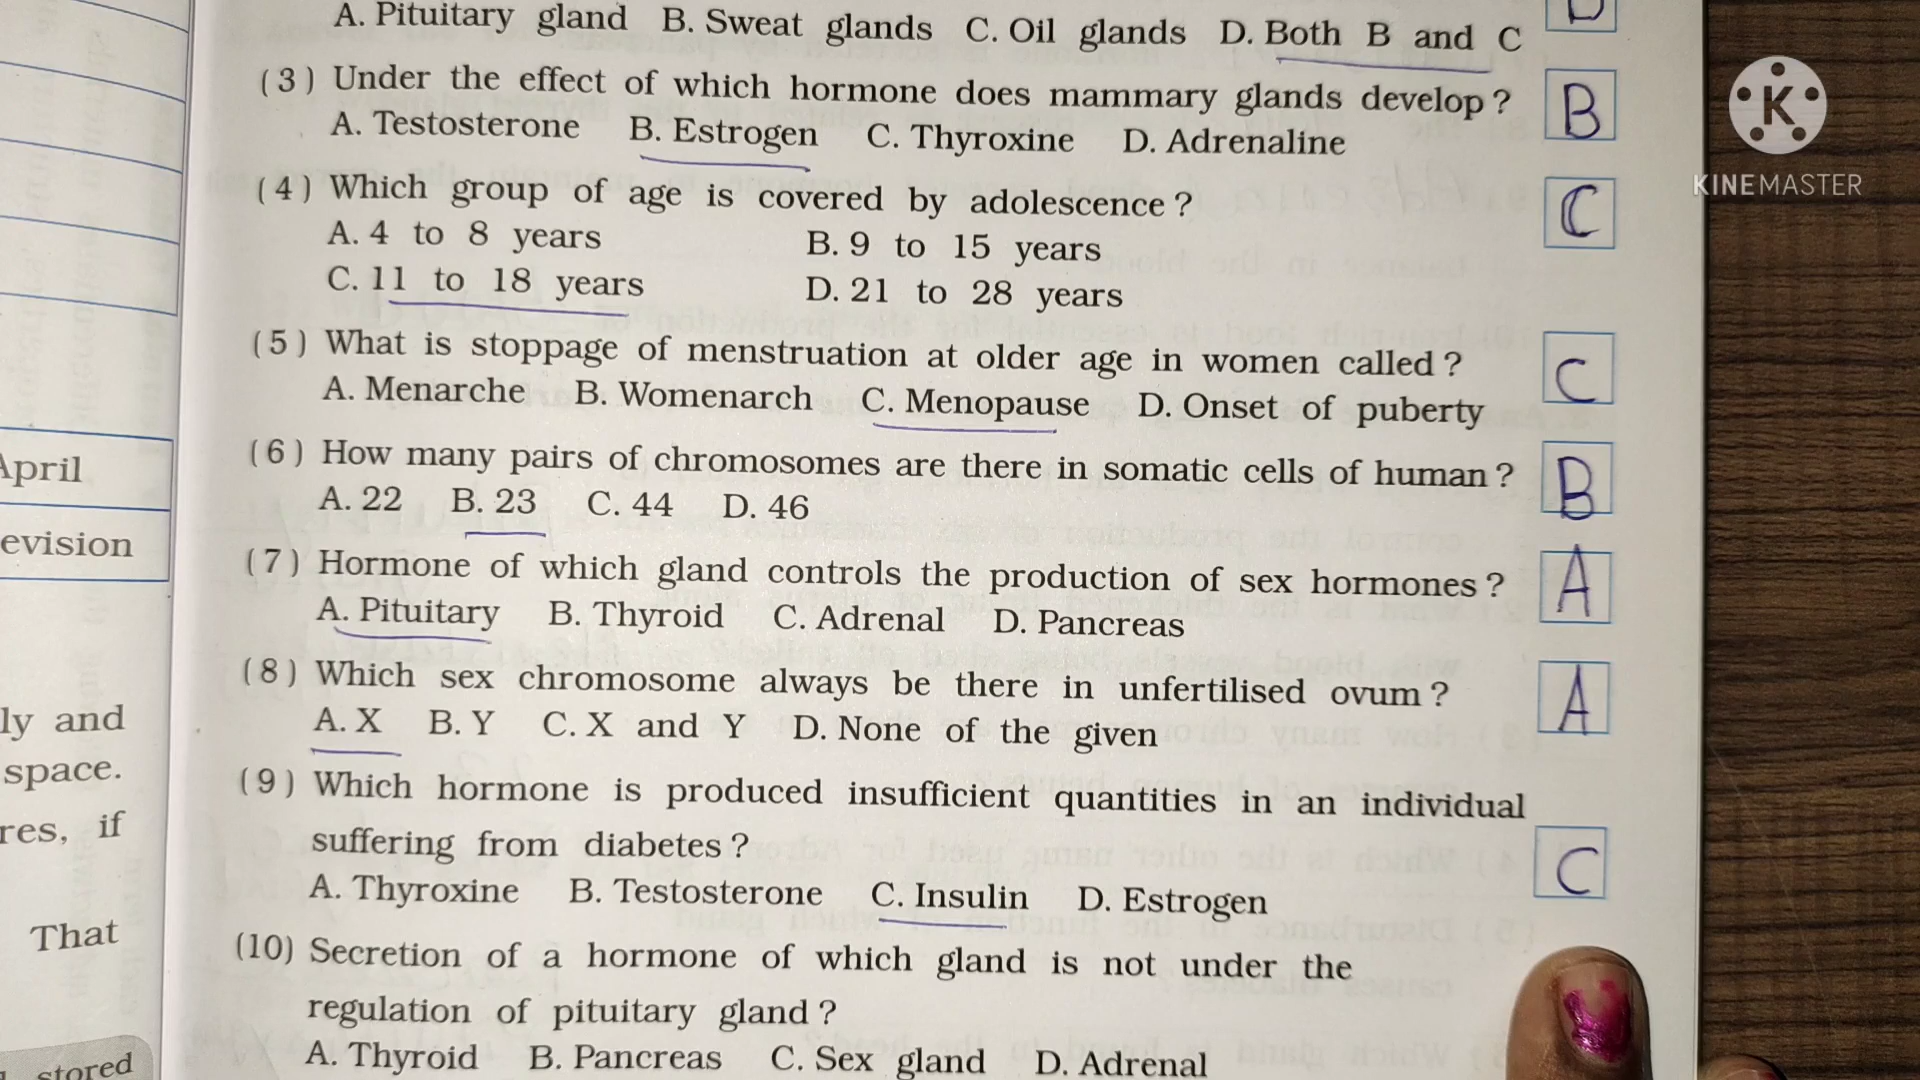 A. Pituitary gland B. Sweat glands C. Oil glands D. Both B and C
(3) Under the effect of which hormone does mammary glands develop? B
A. Testosterone B. Estrogen C. Thyroxine D. Adrenaline
(4) Which group of age is covered by adolescence? C
A. 4 to 8 years B. 9 to 15 years
C. 11 to 18 years D. 21 to 28 years
(5) What is stoppage of menstruation at older age in women called? C
A. Menarche B. Womenarch C. Menopause D. Onset of puberty
(6) How many pairs of chromosomes are there in somatic cells of human? B
A. 22 B. 23 C. 44 D. 46
(7) Hormone of which gland controls the production of sex hormones? A
A. Pituitary B. Thyroid C. Adrenal D. Pancreas
(8) Which sex chromosome always be there in unfertilised ovum? A
A. X B. Y C. X and Y D. None of the given
(9) Which hormone is produced insufficient quantities in an individual
suffering from diabetes? C
A. Thyroxine B. Testosterone C. Insulin D. Estrogen
(10) Secretion of a hormone of which gland is not under the
regulation of pituitary gland?
A. Thyroid B. Pancreas C. Sex gland D. Adrenal
April
evision
ly and
space.
res, if
That
stored
K
KINEMASTER